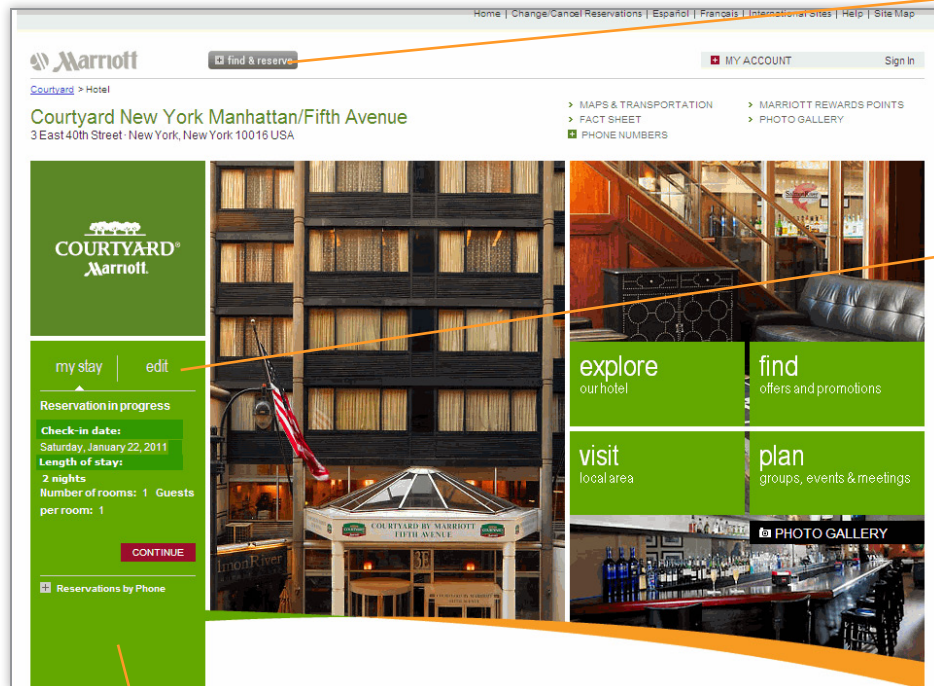 Home | Change/Cancel Reservations | Español | Français | International Sites | Help | Site Map
Marriott
find & reserve
MY ACCOUNT
Sign In
Courtyard > Hotel
Courtyard New York Manhattan/Fifth Avenue
3 East 40th Street · New York, New York 10016 USA
> MAPS & TRANSPORTATION
> FACT SHEET
PHONE NUMBERS
> MARRIOTT REWARDS POINTS
> PHOTO GALLERY
COURTYARD®
Marriott.
my stay | edit
Reservation in progress
Check-in date:
Saturday, January 22, 2011
Length of stay:
2 nights
Number of rooms: 1 Guests
per room: 1
CONTINUE
Reservations by Phone
COURTYARD BY MARRIOTT
FIFTH AVENUE
3E
explore
our hotel
find
offers and promotions
visit
local area
plan
groups, events & meetings
PHOTO GALLERY